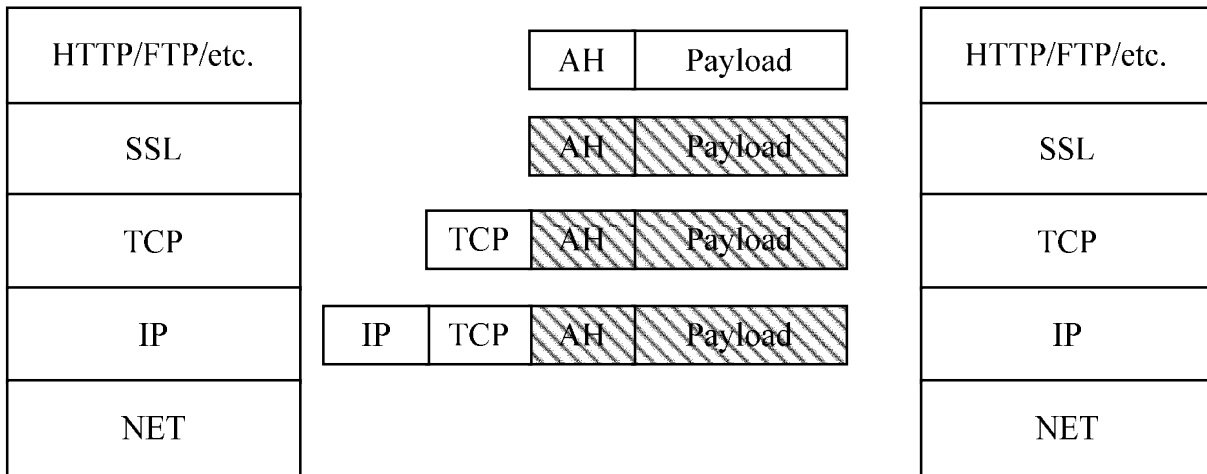 HTTP/FTP/etc. AH Payload HTTP/FTP/etc.
SSL AH Payload SSL
TCP TCP AH Payload TCP
IP IP TCP AH Payload IP
NET NET